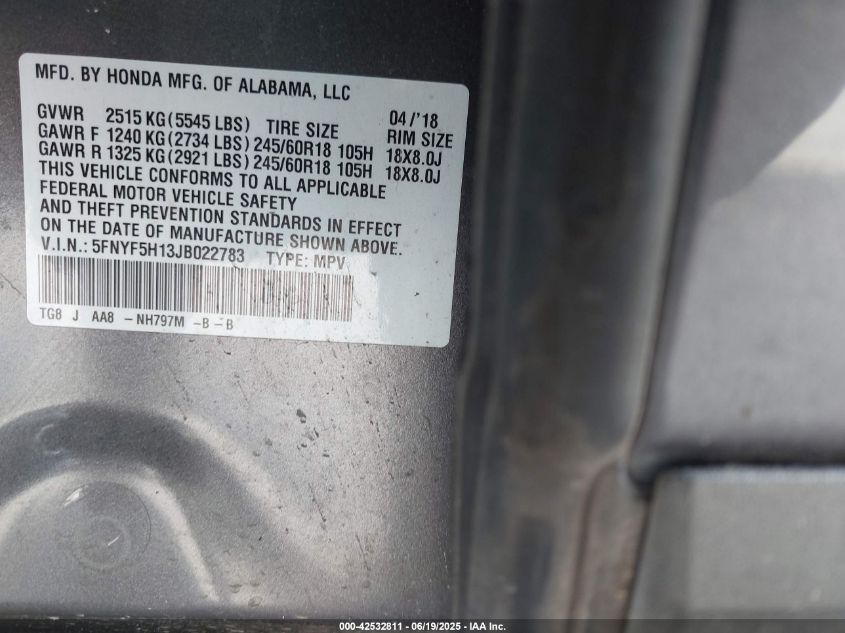 MFD. BY HONDA MFG. OF ALABAMA, LLC
04/'18
GVWR 2515 KG (5545 LBS) TIRE SIZE RIM SIZE
GAWR F 1240 KG (2734 LBS) 245/60R18 105H 18X8.0J
GAWR R 1325 KG (2921 LBS) 245/60R18 105H 18X8.0J
THIS VEHICLE CONFORMS TO ALL APPLICABLE
FEDERAL MOTOR VEHICLE SAFETY
AND THEFT PREVENTION STANDARDS IN EFFECT
ON THE DATE OF MANUFACTURE SHOWN ABOVE.
V.I.N.: 5FNYF5H13JB022783 TYPE: MPV
TG8 J AA8 - NH797M - B - B
000-42532811 - 06/19/2025 - IAA Inc.